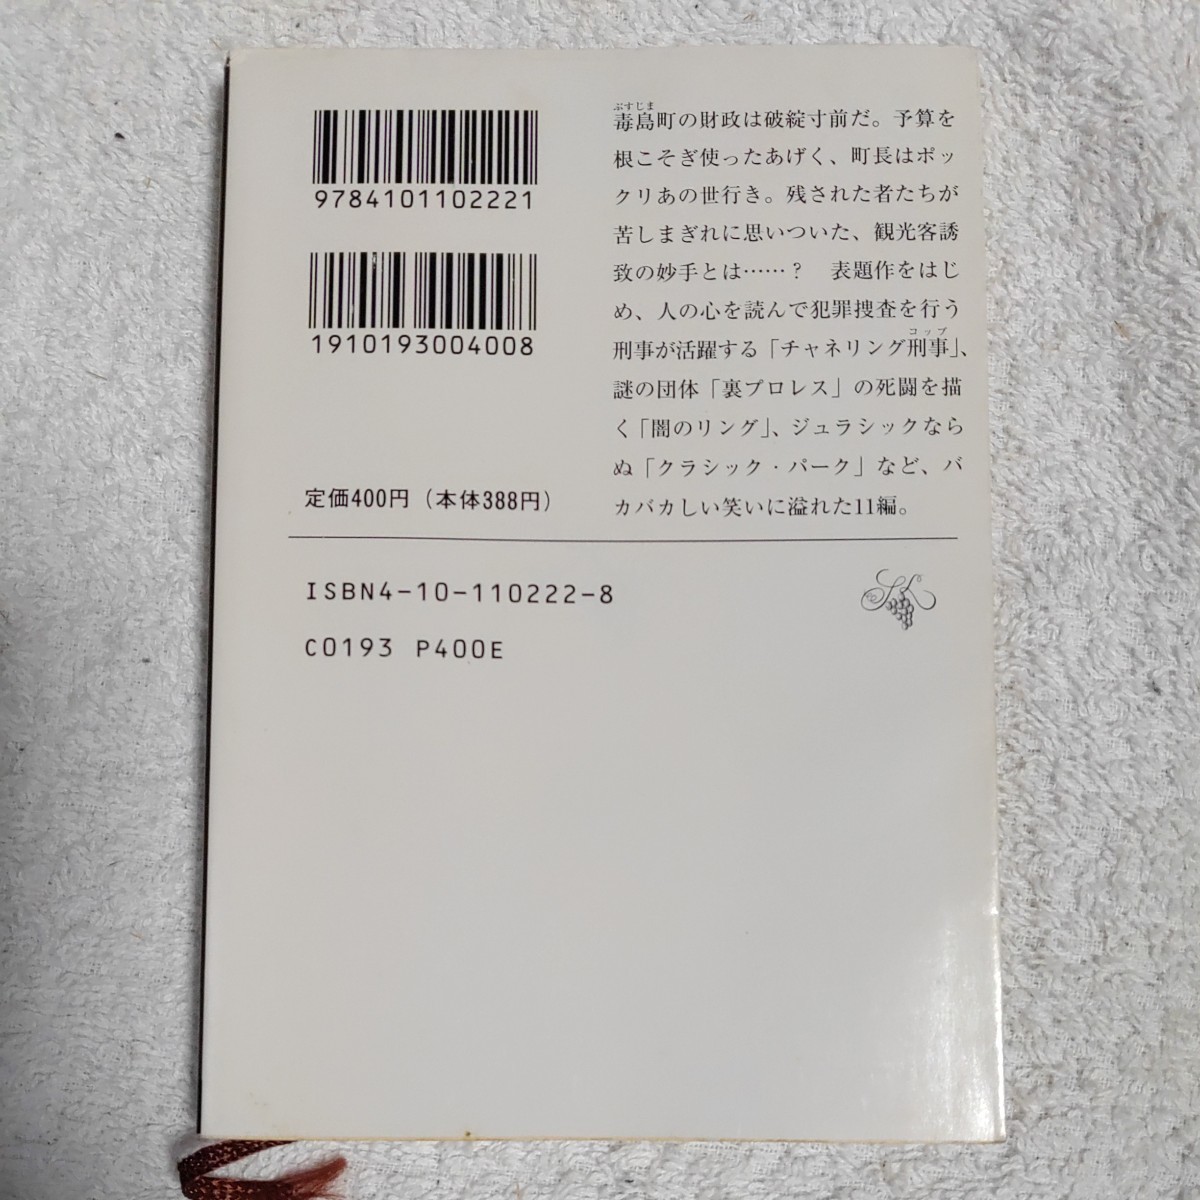 9784101102221
1910193004008
定価400円（本体388円）
ぶすじま
毒島町の財政は破綻寸前だ。予算を
根こそぎ使ったあげく、町長はポッ
クリあの世行き。残された者たちが
苦しまぎれに思いついた、観光客誘
致の妙手とは……？　表題作をはじ
め、人の心を読んで犯罪捜査を行う
コップ
刑事が活躍する「チャネリング刑事」、
謎の団体「裏プロレス」の死闘を描
く「闇のリング」、ジュラシックなら
ぬ「クラシック・パーク」など、バ
カバカしい笑いに溢れた11編。
ISBN4-10-110222-8
C0193 P400E